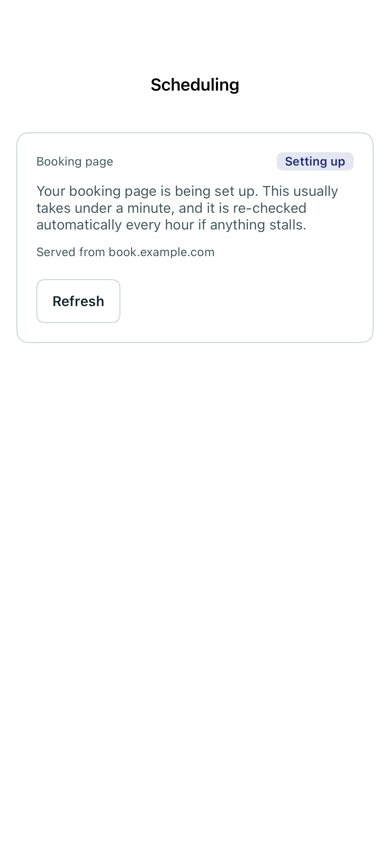 Scheduling
Booking page
Setting up
Your booking page is being set up. This usually
takes under a minute, and it is re-checked
automatically every hour if anything stalls.
Served from book.example.com
Refresh